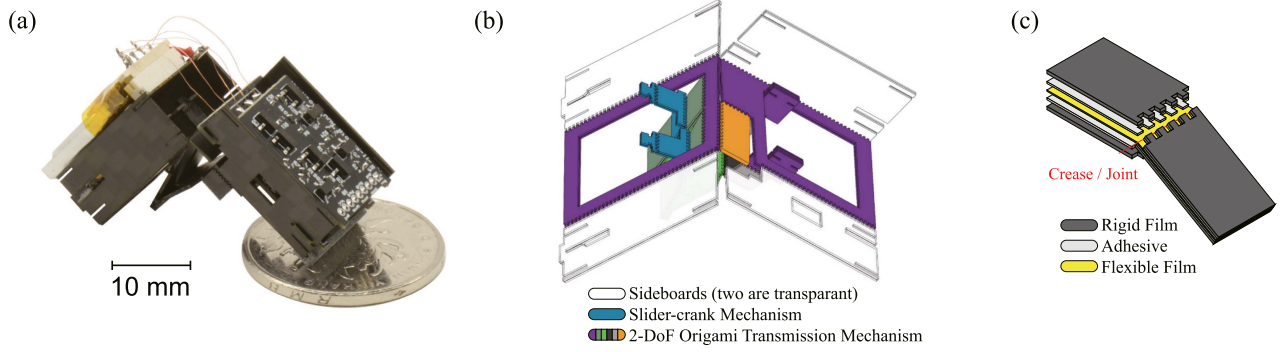 (a)
10 mm
R M B
(b)
Sideboards (two are transparant)
Slider-crank Mechanism
2-DoF Origami Transmission Mechanism
(c)
Crease / Joint
Rigid Film
Adhesive
Flexible Film